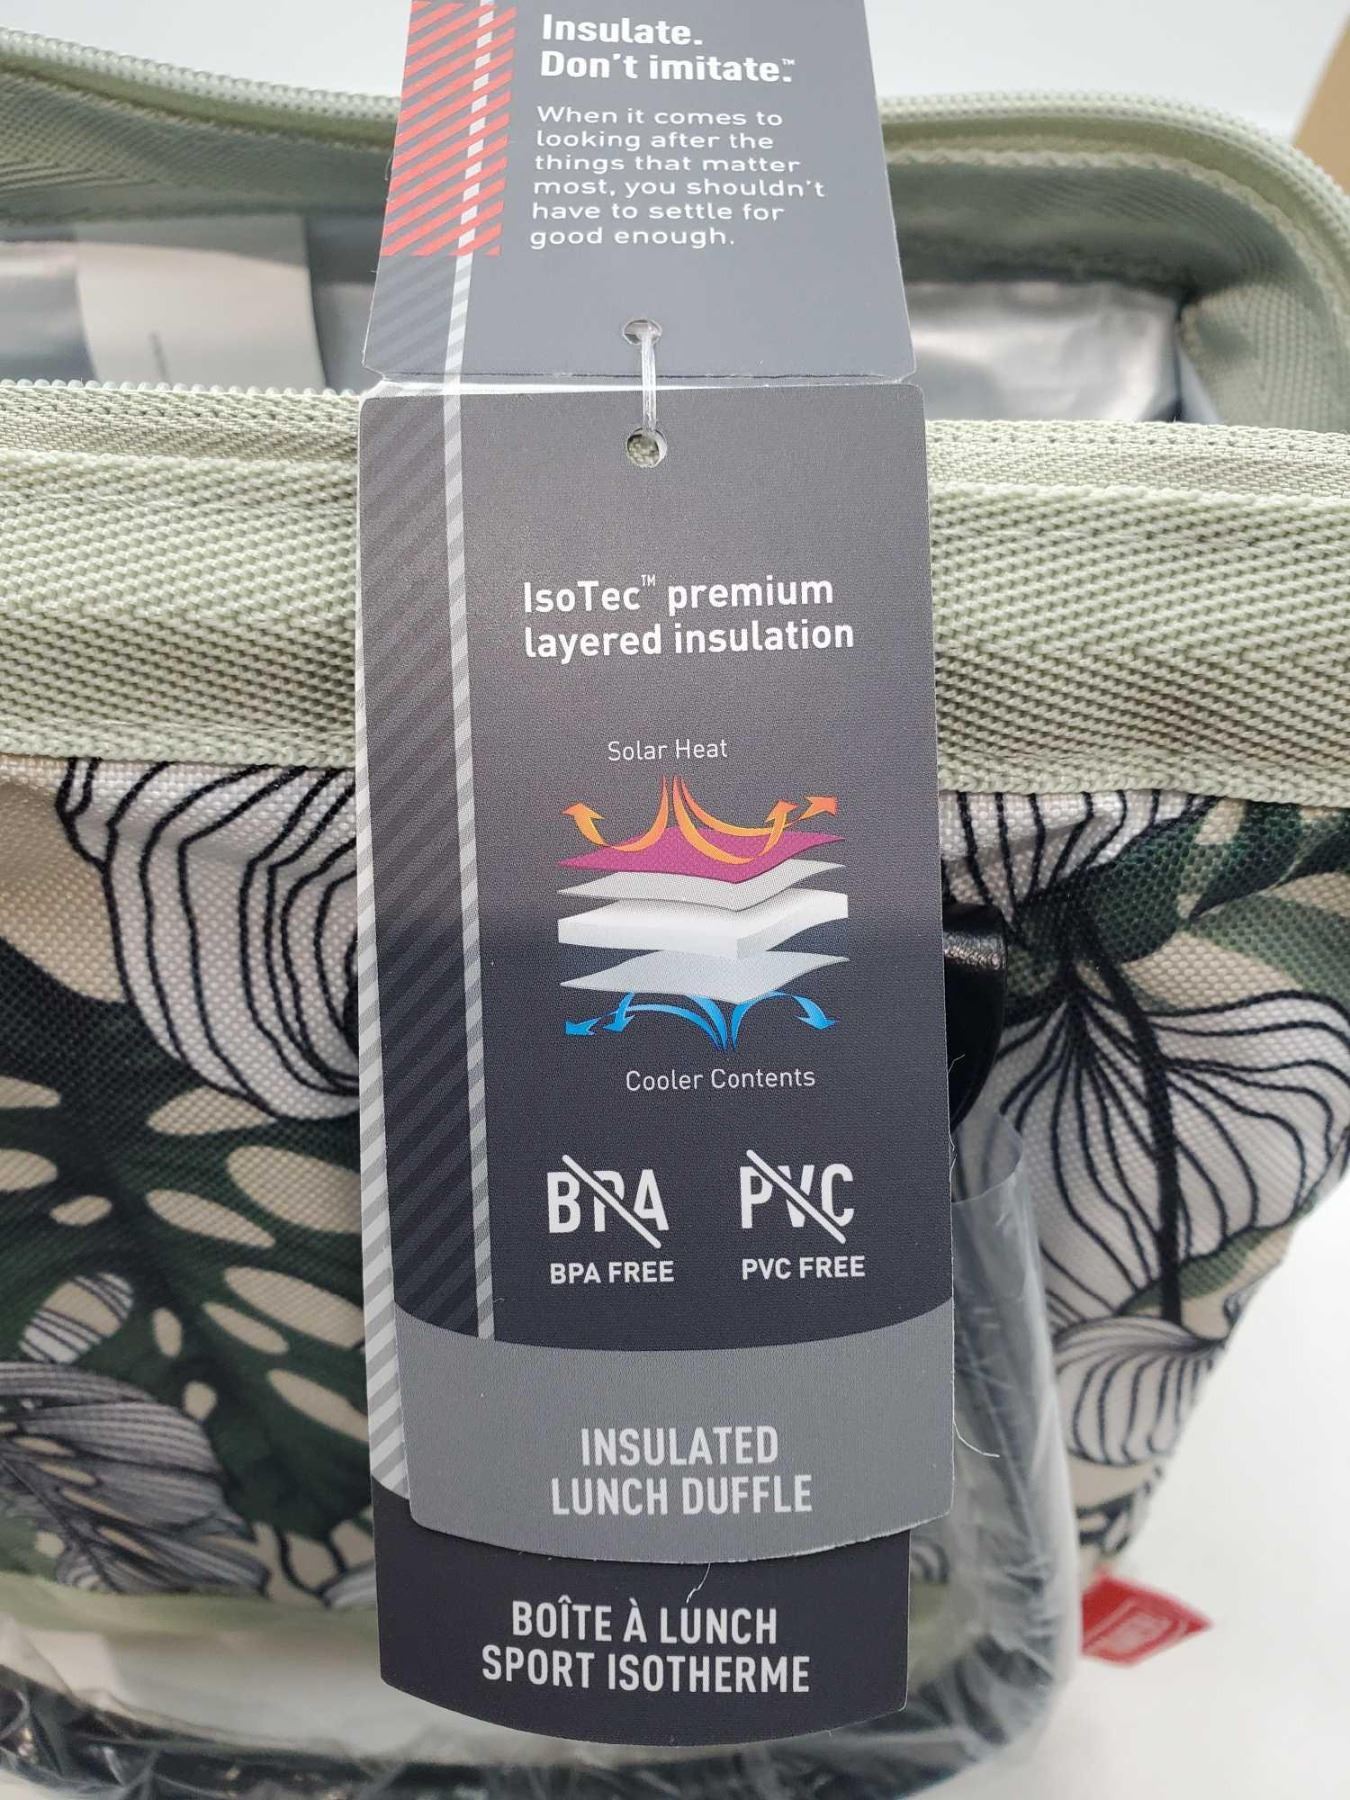 Insulate.
Don't imitate.™
When it comes to
looking after the
things that matter
most, you shouldn't
have to settle for
good enough.
IsoTec™ premium
layered insulation
Solar Heat
Cooler Contents
BPA PVC
BPA FREE PVC FREE
INSULATED
LUNCH DUFFLE
BOÎTE À LUNCH
SPORT ISOTHERME